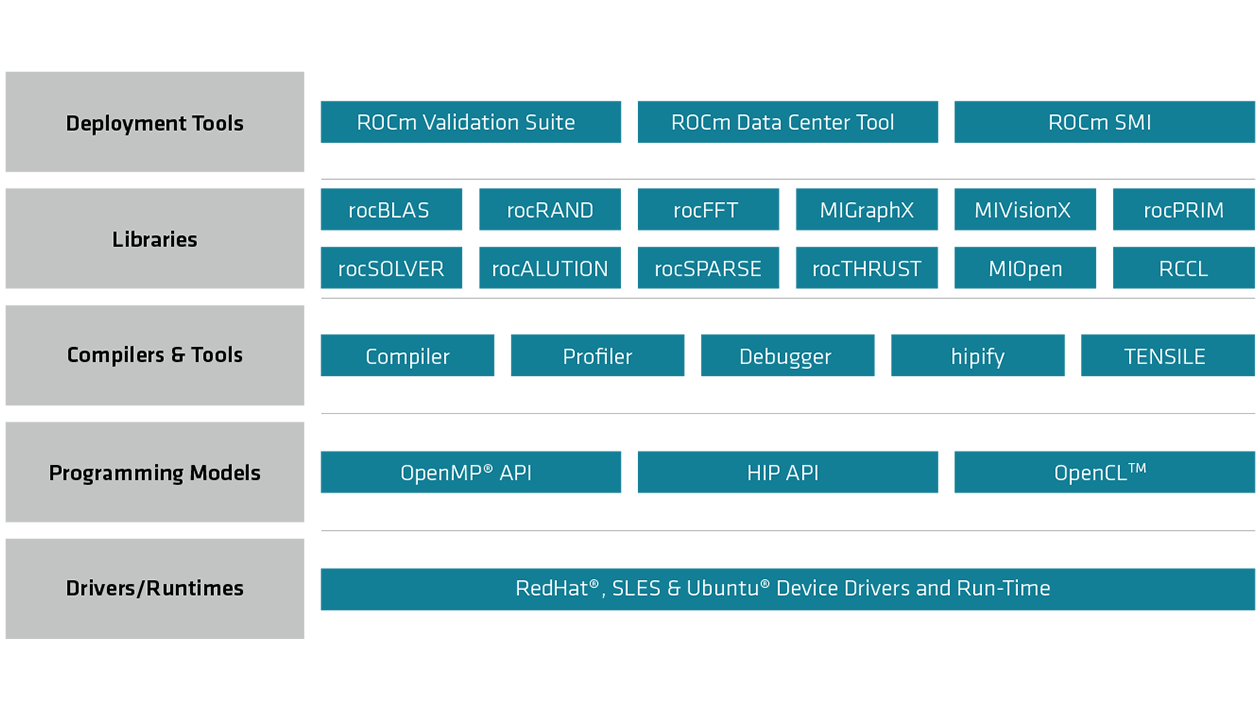 Deployment Tools
ROCm Validation Suite
ROCm Data Center Tool
ROCm SMI
Libraries
rocBLAS
rocRAND
rocFFT
MIGraphX
MIVisionX
rocPRIM
rocSOLVER
rocALUTION
rocSPARSE
rocTHRUST
MIOpen
RCCL
Compilers & Tools
Compiler
Profiler
Debugger
hipify
TENSILE
Programming Models
OpenMP® API
HIP API
OpenCL™
Drivers/Runtimes
RedHat®, SLES & Ubuntu® Device Drivers and Run-Time